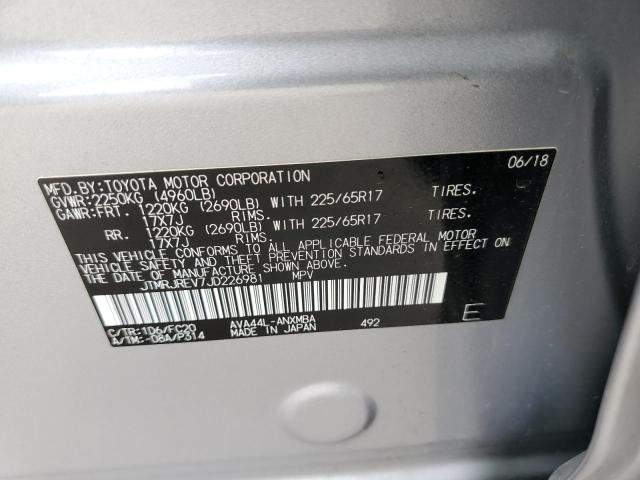 MFD.BY:TOYOTA MOTOR CORPORATION 06/18
GVWR:2250KG (4960LB)
GAWR:FRT. 1220KG (2690LB) WITH 225/65R17 TIRES.
17X7J RIMS.
RR. 1220KG (2690LB) WITH 225/65R17 TIRES.
17X7J RIMS.
THIS VEHICLE CONFORMS TO ALL APPLICABLE FEDERAL MOTOR
VEHICLE SAFETY AND THEFT PREVENTION STANDARDS IN EFFECT ON
THE DATE OF MANUFACTURE SHOWN ABOVE.
JTMRJREV7JD226981 MPV
C/TR:1D6/FC20 AVA44L-ANXMBA 492 E
A/TM:-08A/P314 MADE IN JAPAN